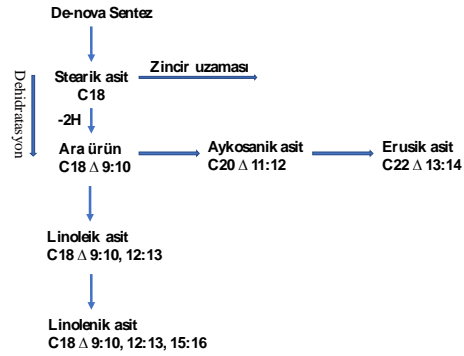 De-nova Sentez
Zincir uzaması
Stearik asit
C18
Dehidratasyon
-2H
Ara ürün
C18 Δ 9:10
Aykosanik asit
C20 Δ 11:12
Erusik asit
C22 Δ 13:14
Linoleik asit
C18 Δ 9:10, 12:13
Linolenik asit
C18 Δ 9:10, 12:13, 15:16